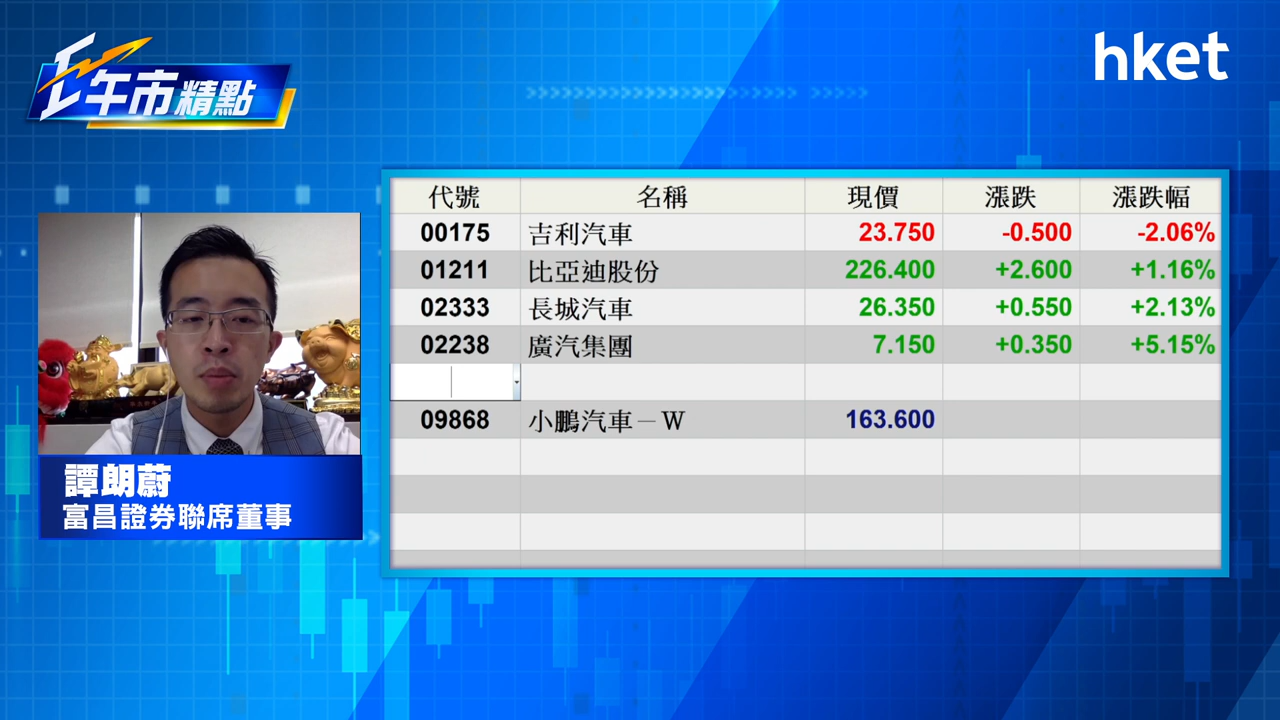 午市精點
hket
代號 名稱 現價 漲跌 漲跌幅
00175 吉利汽車 23.750 -0.500 -2.06%
01211 比亞迪股份 226.400 +2.600 +1.16%
02333 長城汽車 26.350 +0.550 +2.13%
02238 廣汽集團 7.150 +0.350 +5.15%
09868 小鵬汽車－W 163.600
譚朗蔚
富昌證券聯席董事